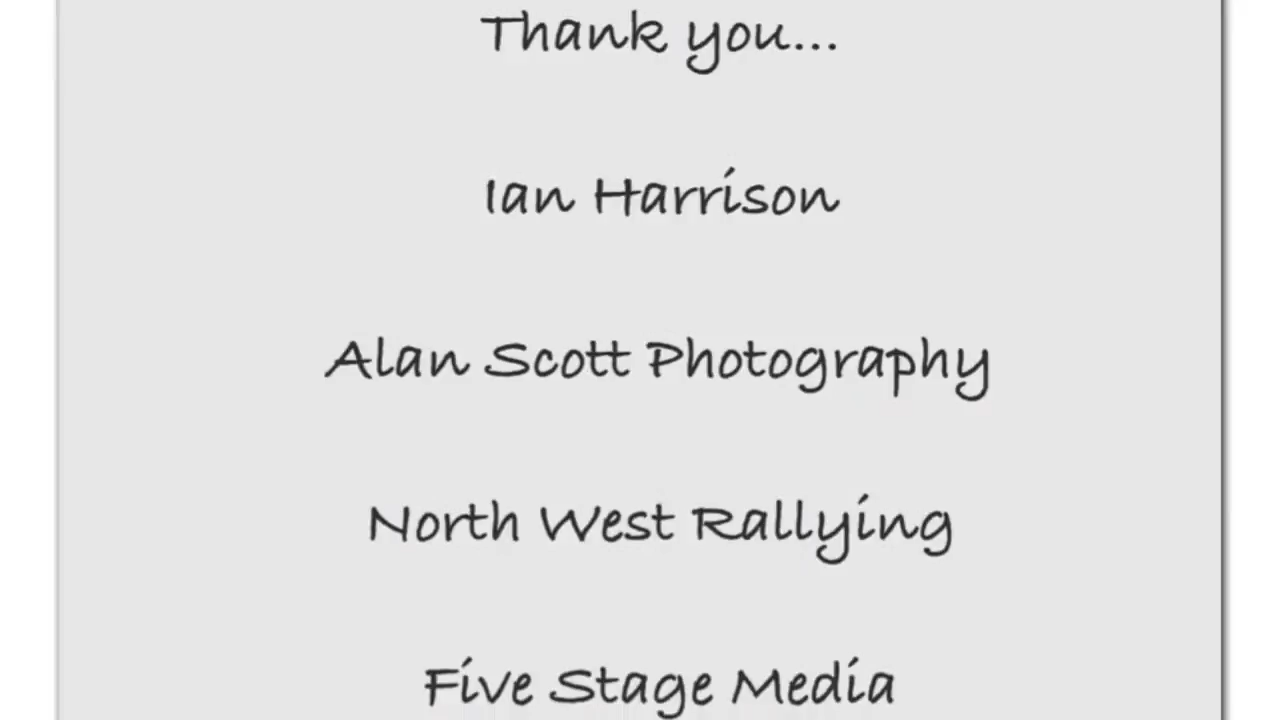 Thank you...
Ian Harrison
Alan Scott Photography
North West Rallying
Five Stage Media